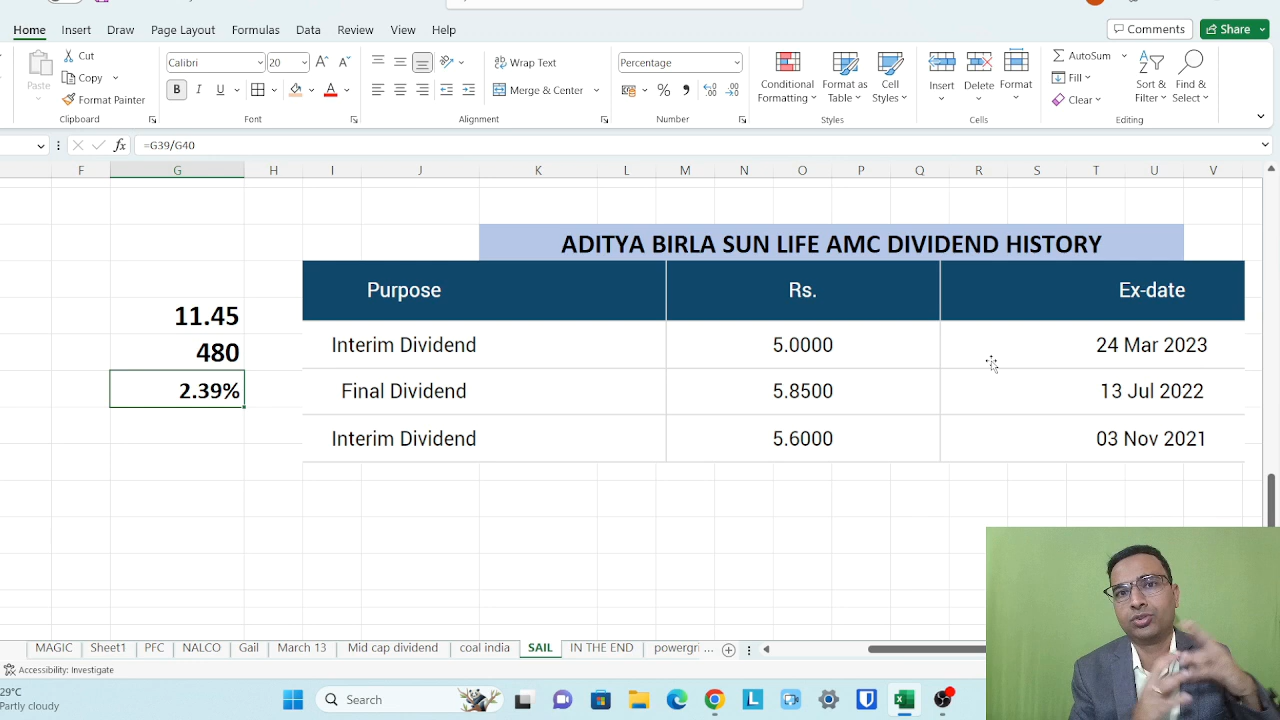 Home Insert Draw Page Layout Formulas Data Review View Help Comments Share
Cut
Copy
Paste
Format Painter
Calibri 20
B I U A
Wrap Text
Merge & Center
Percentage
%
Conditional Formatting
Format as Table
Cell Styles
Insert Delete Format
AutoSum
Fill
Clear
Sort & Filter
Find & Select
Clipboard Font Alignment Number Styles Cells Editing
fx =G39/G40
F G H I J K L M N O P Q R S T U V
ADITYA BIRLA SUN LIFE AMC DIVIDEND HISTORY
Purpose Rs. Ex-date
11.45
Interim Dividend 5.0000 24 Mar 2023
480
2.39%
Final Dividend 5.8500 13 Jul 2022
Interim Dividend 5.6000 03 Nov 2021
MAGIC Sheet1 PFC NALCO Gail March 13 Mid cap dividend coal india SAIL IN THE END powergri ...
Accessibility: Investigate
29°C
Partly cloudy
Search